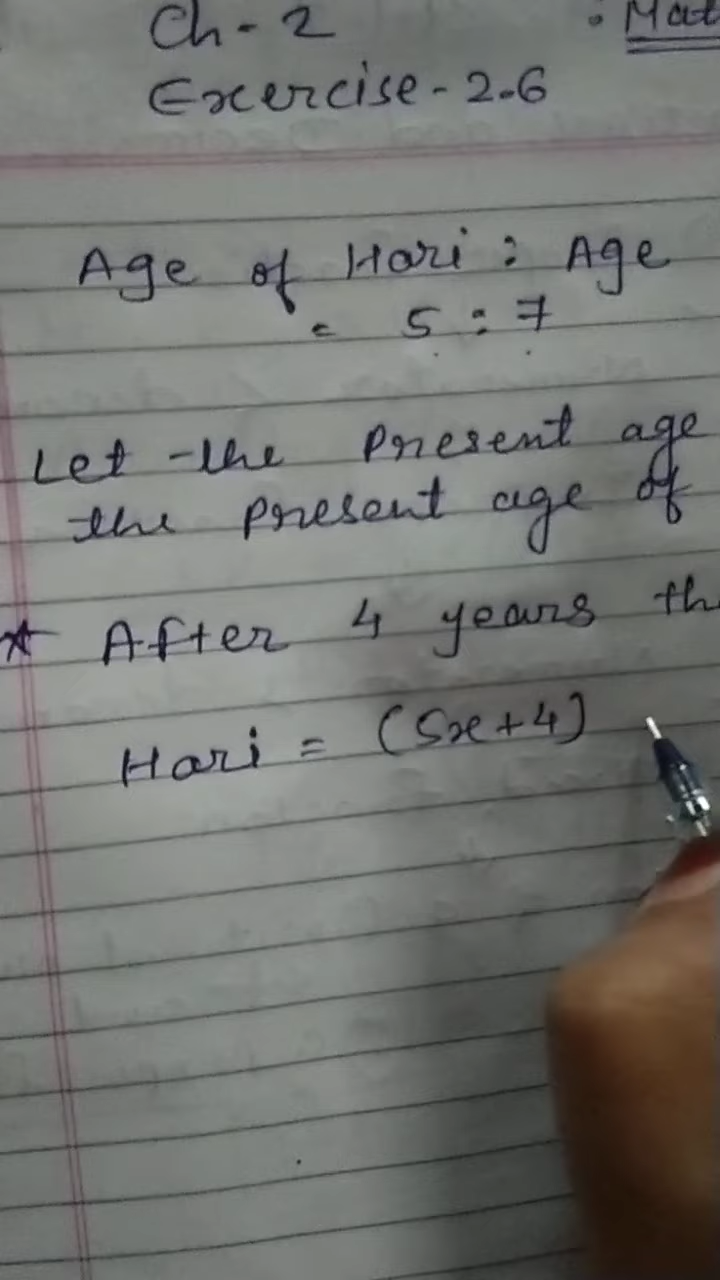 Ch-2
: Mat
Exercise-2.6
Age of Hari : Age
= 5 : 7
Let the present age
the present age of
* After 4 years th
Hari = (5x+4)